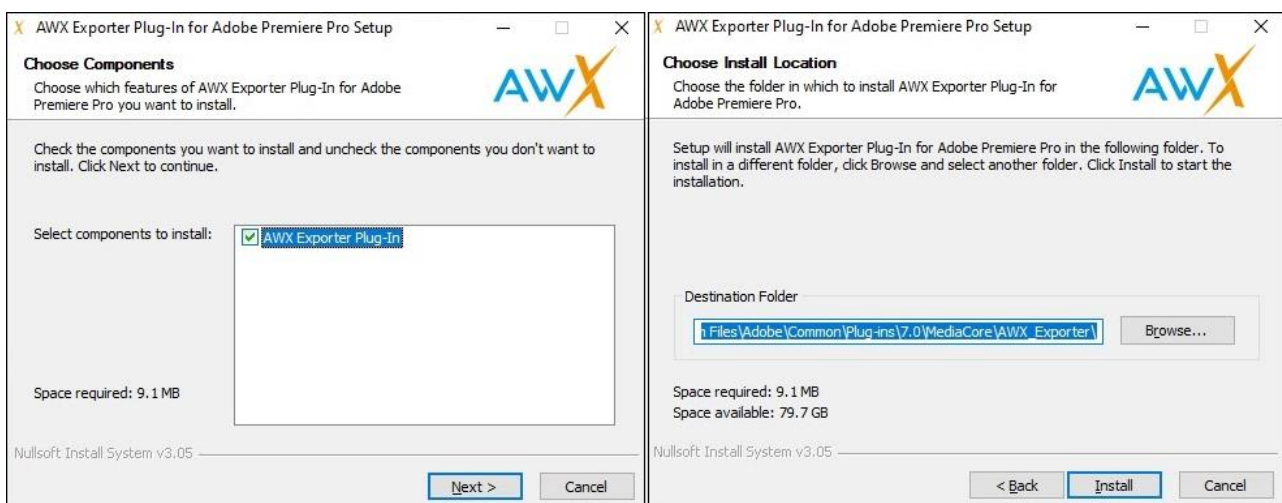 AWX Exporter Plug-In for Adobe Premiere Pro Setup
Choose Components
Choose which features of AWX Exporter Plug-In for Adobe
Premiere Pro you want to install.
AWX
Check the components you want to install and uncheck the components you don't want to
install. Click Next to continue.
Select components to install:
AWX Exporter Plug-In
Space required: 9.1 MB
Nullsoft Install System v3.05
Next >
Cancel
AWX Exporter Plug-In for Adobe Premiere Pro Setup
Choose Install Location
Choose the folder in which to install AWX Exporter Plug-In for
Adobe Premiere Pro.
AWX
Setup will install AWX Exporter Plug-In for Adobe Premiere Pro in the following folder. To
install in a different folder, click Browse and select another folder. Click Install to start the
installation.
Destination Folder
n Files\Adobe\Common\Plug-ins\7.0\MediaCore\AWX_Exporter\
Browse...
Space required: 9.1 MB
Space available: 79.7 GB
Nullsoft Install System v3.05
< Back
Install
Cancel